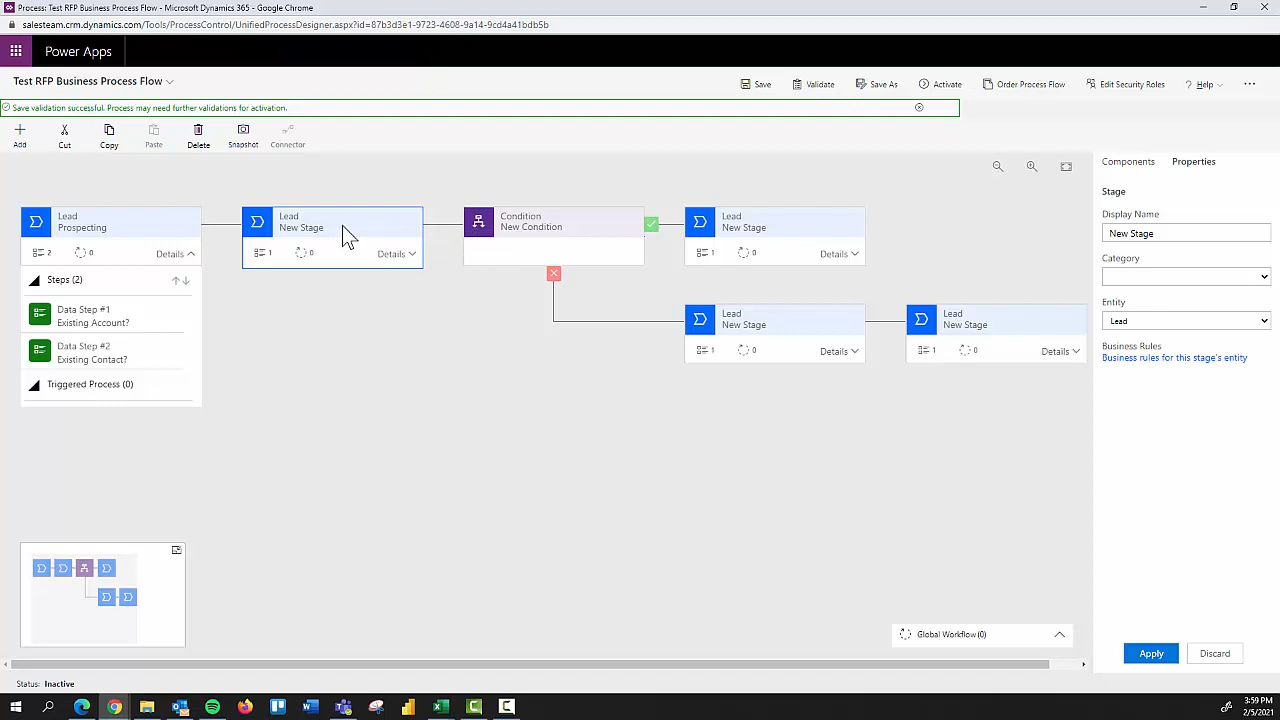 Process: Test RFP Business Process Flow - Microsoft Dynamics 365 - Google Chrome
salesteam.crm.dynamics.com/Tools/ProcessControl/UnifiedProcessDesigner.aspx?id=87b3d3e1-9723-4608-9a14-9cd4a41bdb5b
Power Apps
Test RFP Business Process Flow
Save
Validate
Save As
Activate
Order Process Flow
Edit Security Roles
? Help
Save validation successful. Process may need further validations for activation.
Add
Cut
Copy
Paste
Delete
Snapshot
Connector
Components
Properties
Lead
Prospecting
2
0
Details
Steps (2)
Data Step #1
Existing Account?
Data Step #2
Existing Contact?
Triggered Process (0)
Lead
New Stage
1
0
Details
Condition
New Condition
Lead
New Stage
1
0
Details
Lead
New Stage
1
0
Details
Lead
New Stage
1
0
Details
Stage
Display Name
New Stage
Category
Entity
Lead
Business Rules
Business rules for this stage's entity
Global Workflow (0)
Apply
Discard
Status: Inactive
3:59 PM
2/5/2021